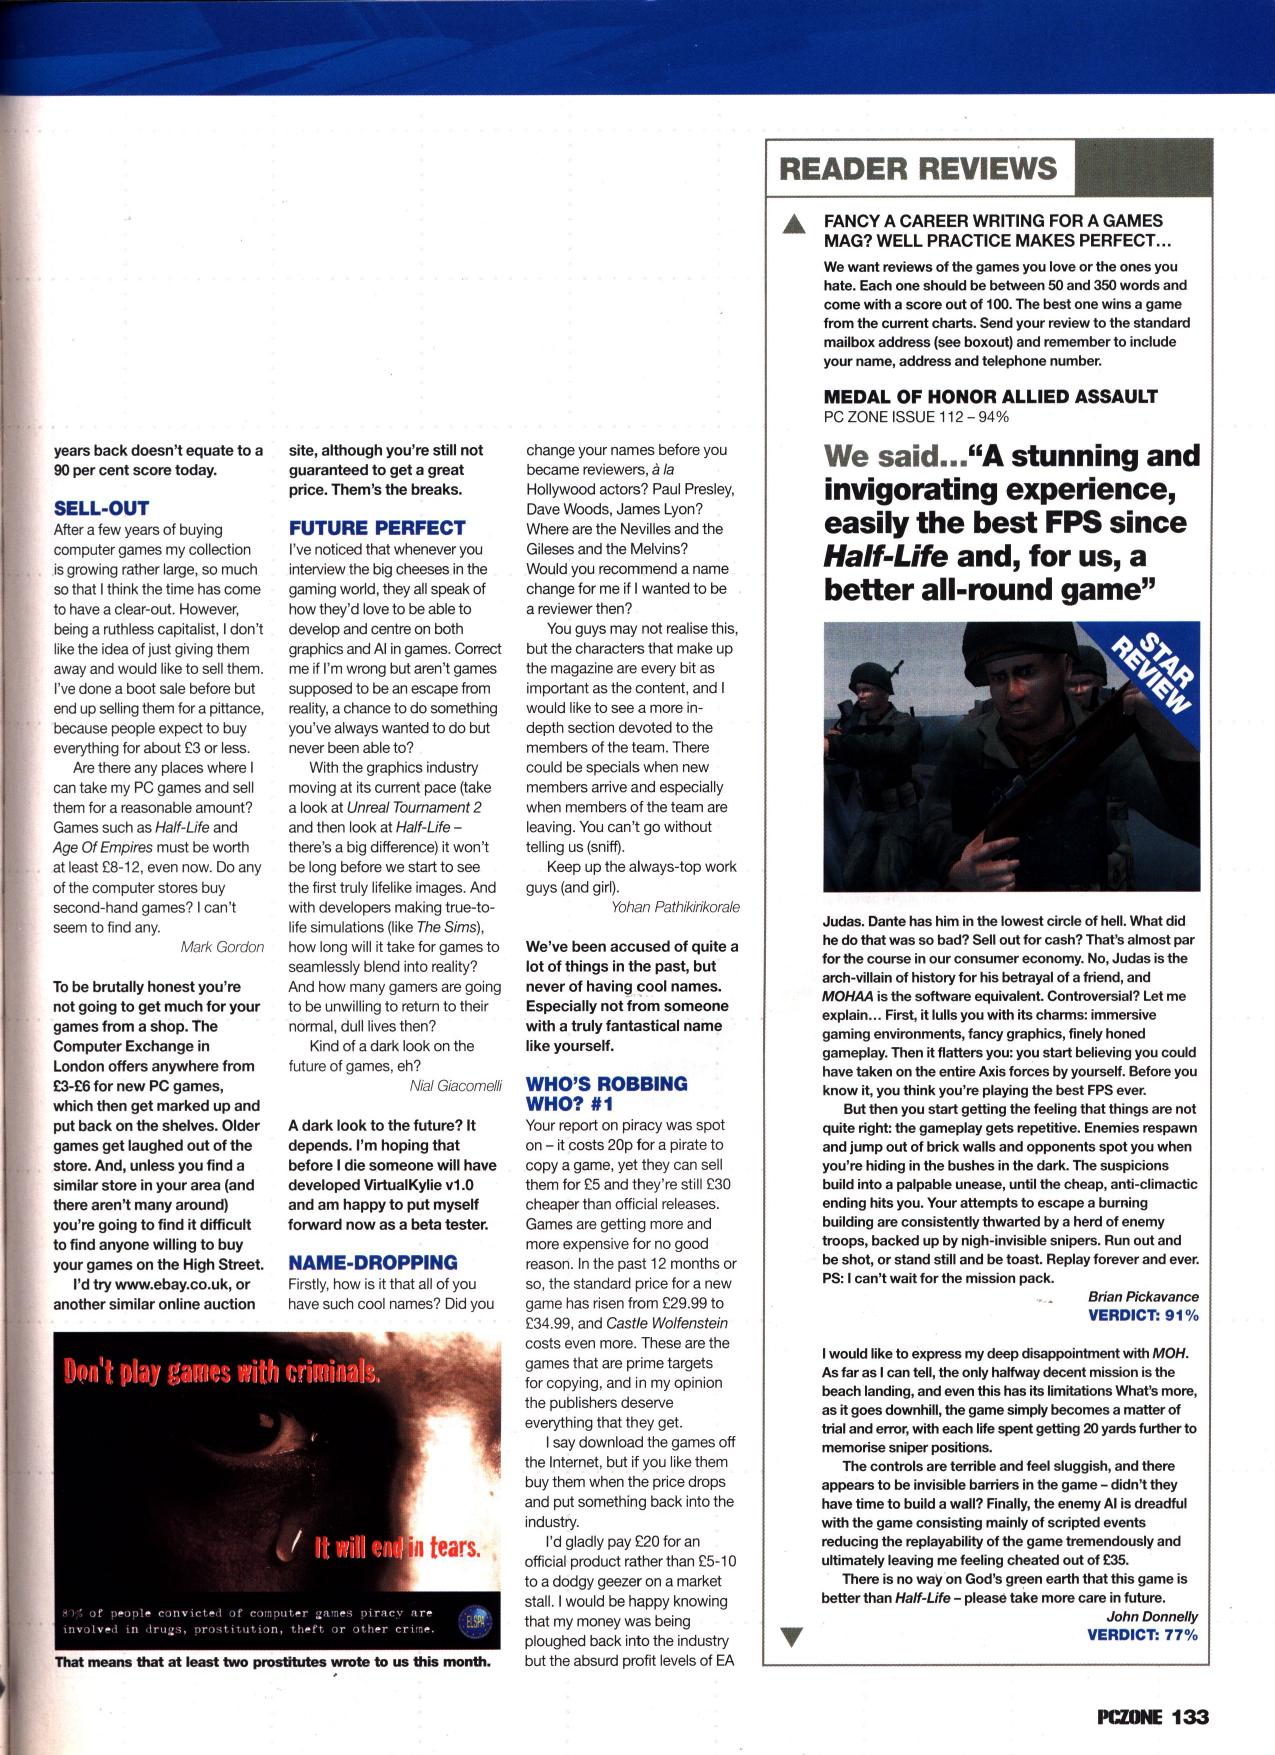 years back doesn't equate to a
90 per cent score today.
SELL-OUT
After a few years of buying
computer games my collection
is growing rather large, so much
so that I think the time has come
to have a clear-out. However,
being a ruthless capitalist, I don't
like the idea of just giving them
away and would like to sell them.
I've done a boot sale before but
end up selling them for a pittance,
because people expect to buy
everything for about £3 or less.
Are there any places where I
can take my PC games and sell
them for a reasonable amount?
Games such as Half-Life and
Age Of Empires must be worth
at least £8-12, even now. Do any
of the computer stores buy
second-hand games? I can't
seem to find any.
Mark Gordon
To be brutally honest you're
not going to get much for your
games from a shop. The
Computer Exchange in
London offers anywhere from
£3-£6 for new PC games,
which then get marked up and
put back on the shelves. Older
games get laughed out of the
store. And, unless you find a
similar store in your area (and
there aren't many around)
you're going to find it difficult
to find anyone willing to buy
your games on the High Street.
I'd try www.ebay.co.uk, or
another similar online auction
site, although you're still not
guaranteed to get a great
price. Them's the breaks.
FUTURE PERFECT
I've noticed that whenever you
interview the big cheeses in the
gaming world, they all speak of
how they'd love to be able to
develop and centre on both
graphics and AI in games. Correct
me if I'm wrong but aren't games
supposed to be an escape from
reality, a chance to do something
you've always wanted to do but
never been able to?
With the graphics industry
moving at its current pace (take
a look at Unreal Tournament 2
and then look at Half-Life –
there's a big difference) it won't
be long before we start to see
the first truly lifelike images. And
with developers making true-to-
life simulations (like The Sims),
how long will it take for games to
seamlessly blend into reality?
And how many gamers are going
to be unwilling to return to their
normal, dull lives then?
Kind of a dark look on the
future of games, eh?
Nial Giacomelli
A dark look to the future? It
depends. I'm hoping that
before I die someone will have
developed VirtualKylie v1.0
and am happy to put myself
forward now as a beta tester.
NAME-DROPPING
Firstly, how is it that all of you
have such cool names? Did you
change your names before you
became reviewers, à la
Hollywood actors? Paul Presley,
Dave Woods, James Lyon?
Where are the Nevilles and the
Gileses and the Melvins?
Would you recommend a name
change for me if I wanted to be
a reviewer then?
You guys may not realise this,
but the characters that make up
the magazine are every bit as
important as the content, and I
would like to see a more in-
depth section devoted to the
members of the team. There
could be specials when new
members arrive and especially
when members of the team are
leaving. You can't go without
telling us (sniff).
Keep up the always-top work
guys (and girl).
Yohan Pathikirikorale
We've been accused of quite a
lot of things in the past, but
never of having cool names.
Especially not from someone
with a truly fantastical name
like yourself.
WHO'S ROBBING
WHO? #1
Your report on piracy was spot
on – it costs 20p for a pirate to
copy a game, yet they can sell
them for £5 and they're still £30
cheaper than official releases.
Games are getting more and
more expensive for no good
reason. In the past 12 months or
so, the standard price for a new
game has risen from £29.99 to
£34.99, and Castle Wolfenstein
costs even more. These are the
games that are prime targets
for copying, and in my opinion
the publishers deserve
everything that they get.
I say download the games off
the Internet, but if you like them
buy them when the price drops
and put something back into the
industry.
I'd gladly pay £20 for an
official product rather than £5-10
to a dodgy geezer on a market
stall. I would be happy knowing
that my money was being
ploughed back into the industry
but the absurd profit levels of EA
Don't play games with criminals.
It will end in tears.
80% of people convicted of computer games piracy are
involved in drugs, prostitution, theft or other crime.
ELSPA
That means that at least two prostitutes wrote to us this month.
READER REVIEWS
FANCY A CAREER WRITING FOR A GAMES
MAG? WELL PRACTICE MAKES PERFECT...
We want reviews of the games you love or the ones you
hate. Each one should be between 50 and 350 words and
come with a score out of 100. The best one wins a game
from the current charts. Send your review to the standard
mailbox address (see boxout) and remember to include
your name, address and telephone number.
MEDAL OF HONOR ALLIED ASSAULT
PC ZONE ISSUE 112 – 94%
We said..."A stunning and
invigorating experience,
easily the best FPS since
Half-Life and, for us, a
better all-round game"
STAR
REVIEW
Judas. Dante has him in the lowest circle of hell. What did
he do that was so bad? Sell out for cash? That's almost par
for the course in our consumer economy. No, Judas is the
arch-villain of history for his betrayal of a friend, and
MOHAA is the software equivalent. Controversial? Let me
explain... First, it lulls you with its charms: immersive
gaming environments, fancy graphics, finely honed
gameplay. Then it flatters you: you start believing you could
have taken on the entire Axis forces by yourself. Before you
know it, you think you're playing the best FPS ever.
But then you start getting the feeling that things are not
quite right: the gameplay gets repetitive. Enemies respawn
and jump out of brick walls and opponents spot you when
you're hiding in the bushes in the dark. The suspicions
build into a palpable unease, until the cheap, anti-climactic
ending hits you. Your attempts to escape a burning
building are consistently thwarted by a herd of enemy
troops, backed up by nigh-invisible snipers. Run out and
be shot, or stand still and be toast. Replay forever and ever.
PS: I can't wait for the mission pack.
Brian Pickavance
VERDICT: 91%
I would like to express my deep disappointment with MOH.
As far as I can tell, the only halfway decent mission is the
beach landing, and even this has its limitations What's more,
as it goes downhill, the game simply becomes a matter of
trial and error, with each life spent getting 20 yards further to
memorise sniper positions.
The controls are terrible and feel sluggish, and there
appears to be invisible barriers in the game – didn't they
have time to build a wall? Finally, the enemy AI is dreadful
with the game consisting mainly of scripted events
reducing the replayability of the game tremendously and
ultimately leaving me feeling cheated out of £35.
There is no way on God's green earth that this game is
better than Half-Life – please take more care in future.
John Donnelly
VERDICT: 77%
PCZONE 133